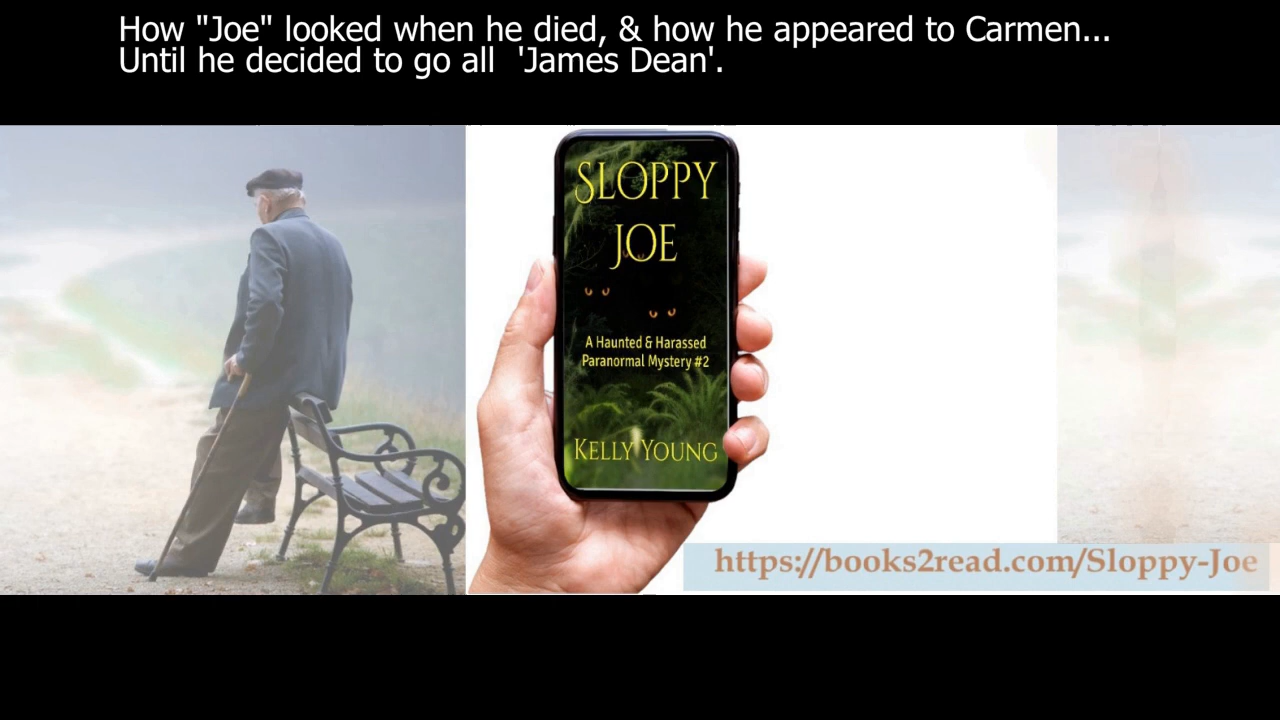 How "Joe" looked when he died, & how he appeared to Carmen...
Until he decided to go all  'James Dean'.
SLOPPY
JOE
A Haunted & Harassed
Paranormal Mystery #2
KELLY YOUNG
https://books2read.com/Sloppy-Joe